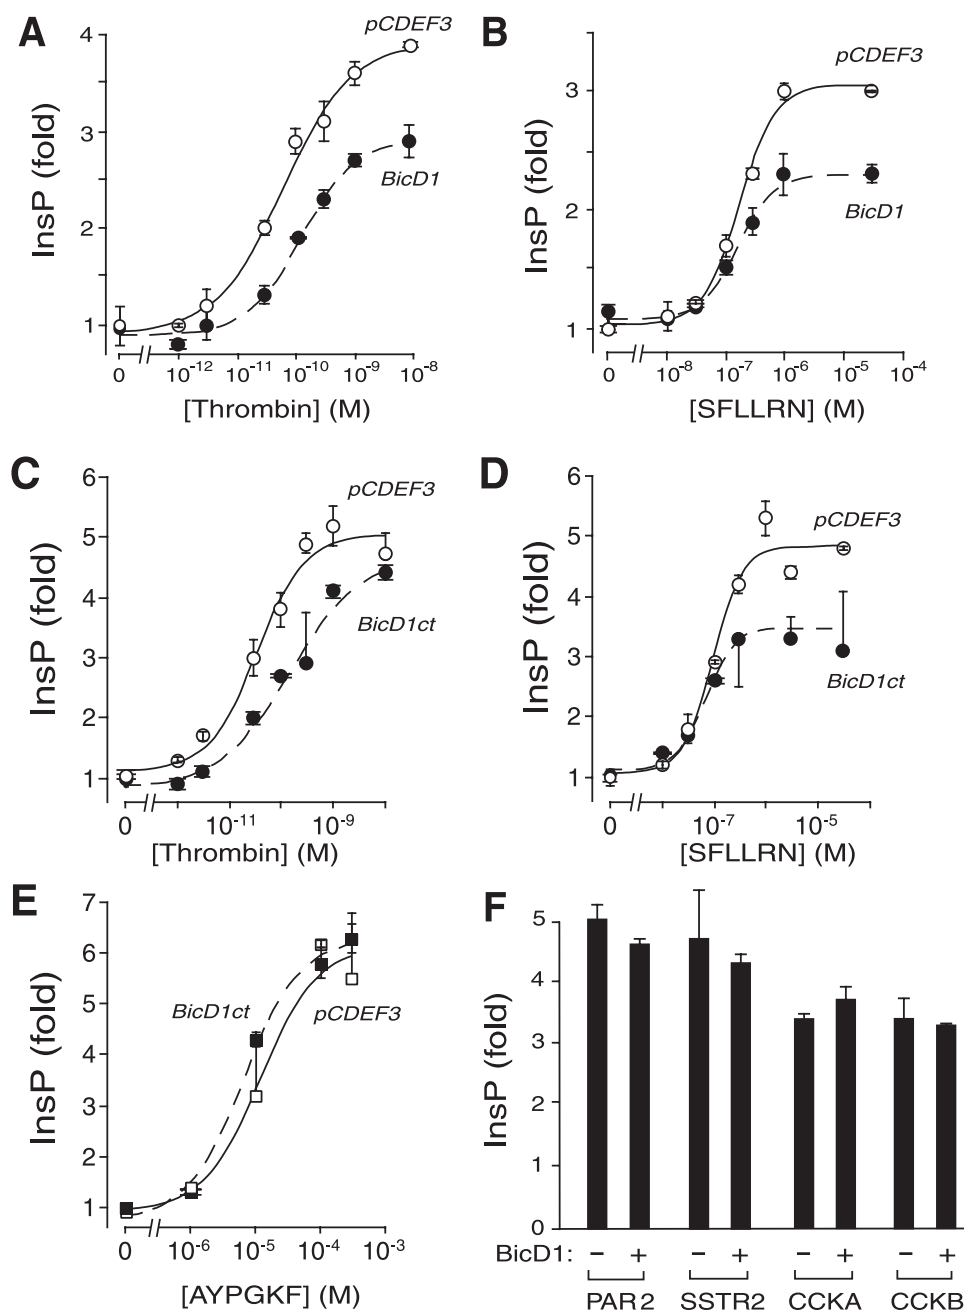 A
pCDEF3
BicD1
InsP (fold)
4
3
2
1
0 10-12 10-11 10-10 10-9 10-8
[Thrombin] (M)
B
pCDEF3
BicD1
InsP (fold)
3
2
1
0 10-8 10-7 10-6 10-5 10-4
[SFLLRN] (M)
C
pCDEF3
BicD1ct
InsP (fold)
6
5
4
3
2
1
0 10-11 10-9
[Thrombin] (M)
D
pCDEF3
BicD1ct
InsP (fold)
6
5
4
3
2
1
0 10-7 10-5
[SFLLRN] (M)
E
BicD1ct
pCDEF3
InsP (fold)
7
6
5
4
3
2
1
0 10-6 10-5 10-4 10-3
[AYPGKF] (M)
F
InsP (fold)
5
4
3
2
1
0
BicD1: − + − + − + − +
PAR2 SSTR2 CCKA CCKB